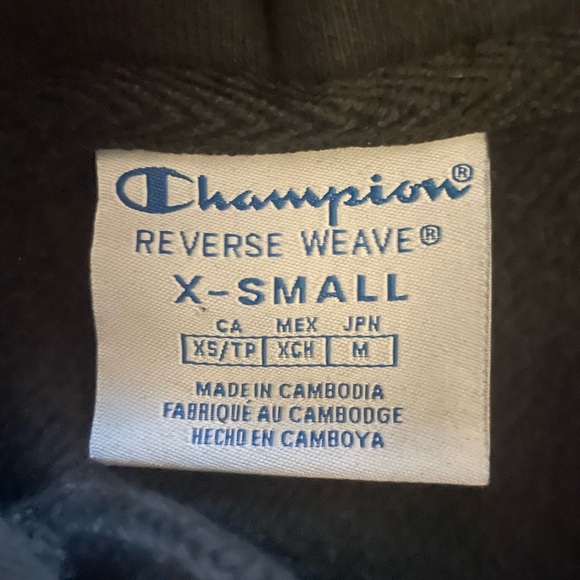 Champion®
REVERSE WEAVE®
X-SMALL
CA MEX JPN
XS/TP XCH M
MADE IN CAMBODIA
FABRIQUÉ AU CAMBODGE
HECHO EN CAMBOYA